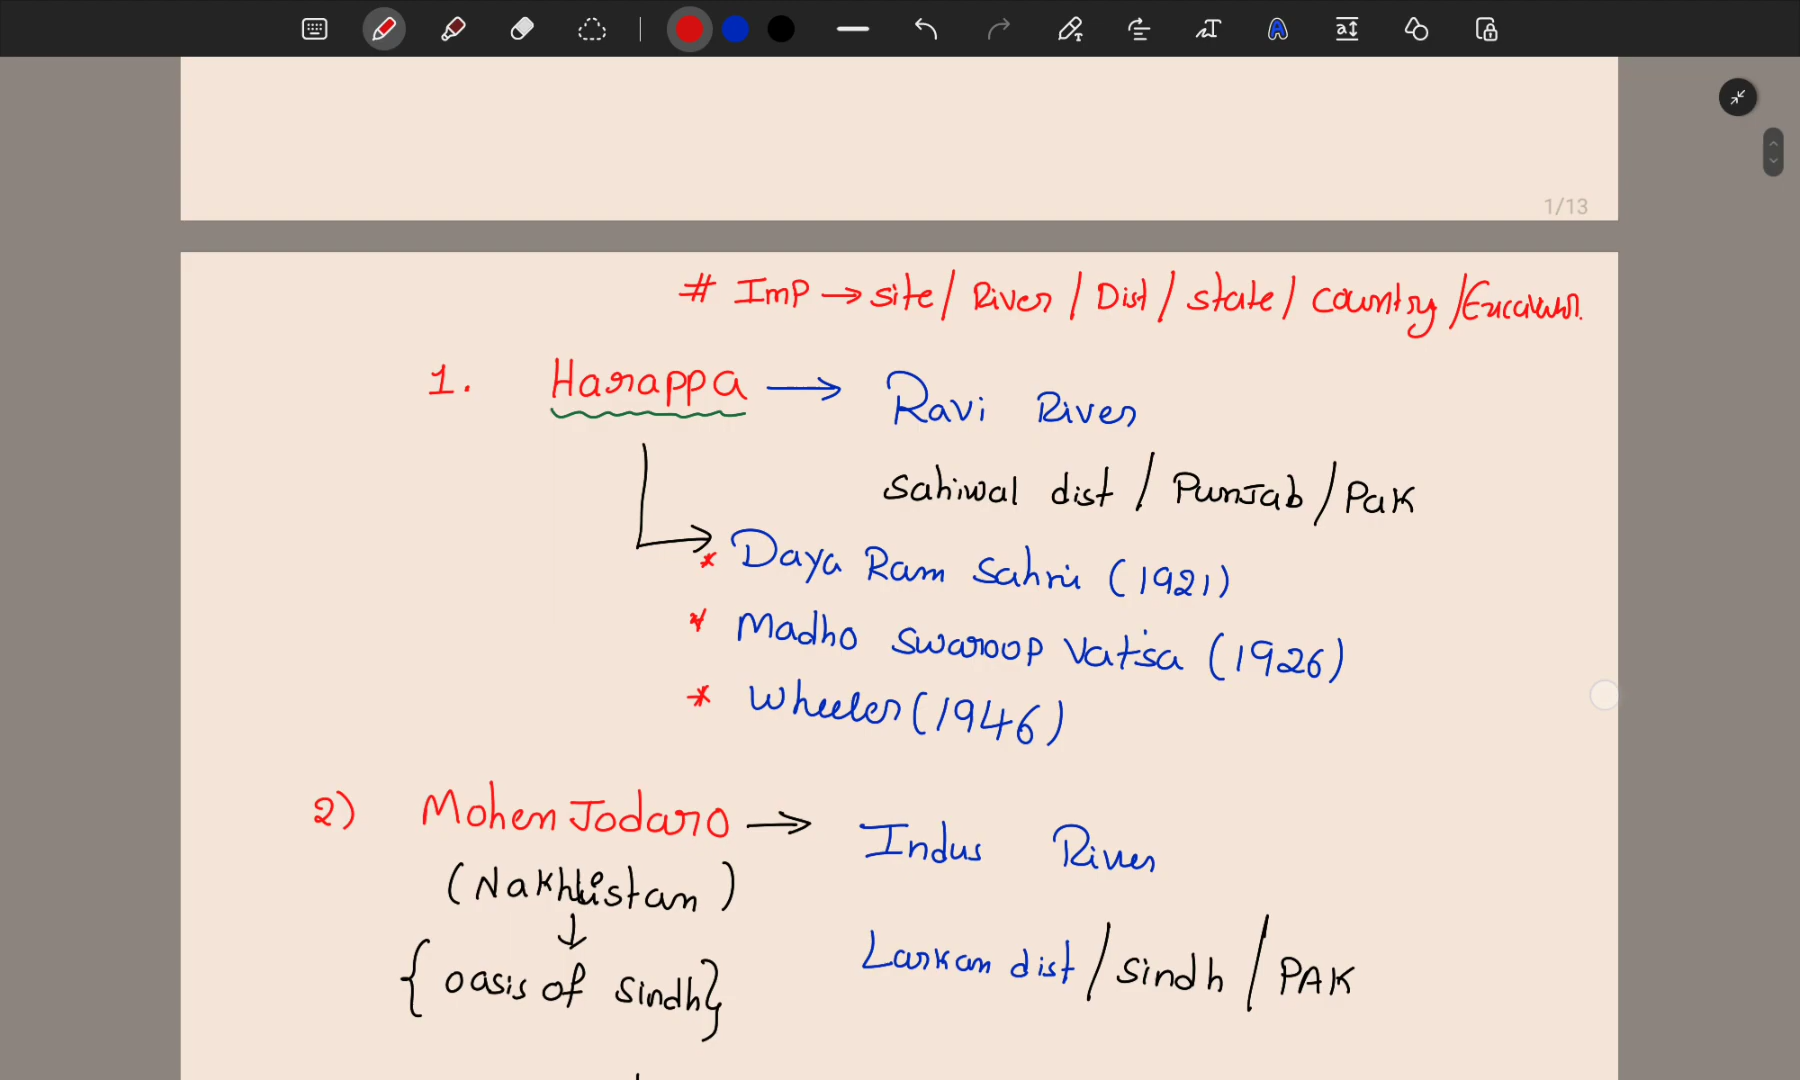 1/13
# Imp → site / River / Dist / state / country / Excavator.
1. Harappa → Ravi River
Sahiwal dist / Punjab / Pak
* Daya Ram Sahni (1921)
* Madho Swaroop Vatsa (1926)
* Wheeler (1946)
2) Mohen Jodaro → Indus River
(Nakhlistan)
{ oasis of Sindh}
Larkan dist / Sindh / PAK